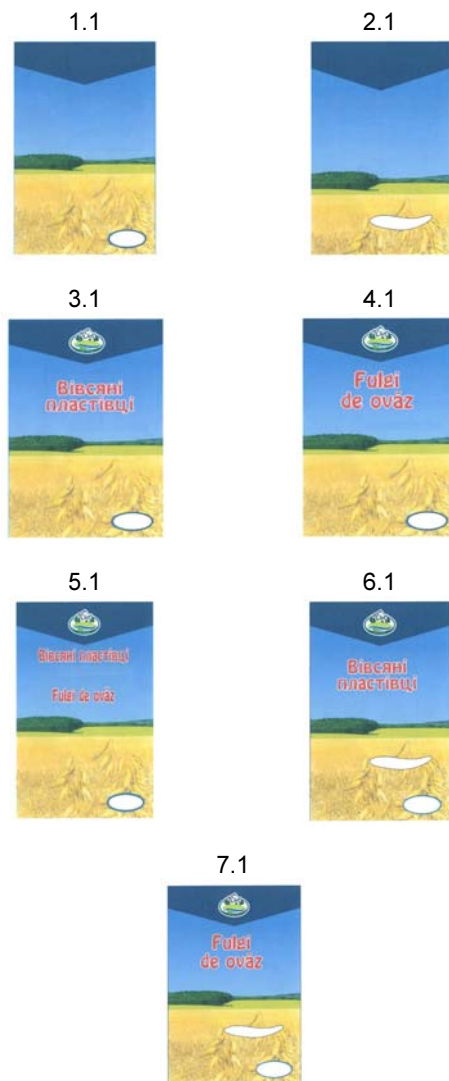 1.1
2.1
3.1
4.1
Вівсяні
пластівці
Fulgi
de ovăz
5.1
6.1
Вівсяні пластівці
Fulgi de ovăz
Вівсяні
пластівці
7.1
Fulgi
de ovăz